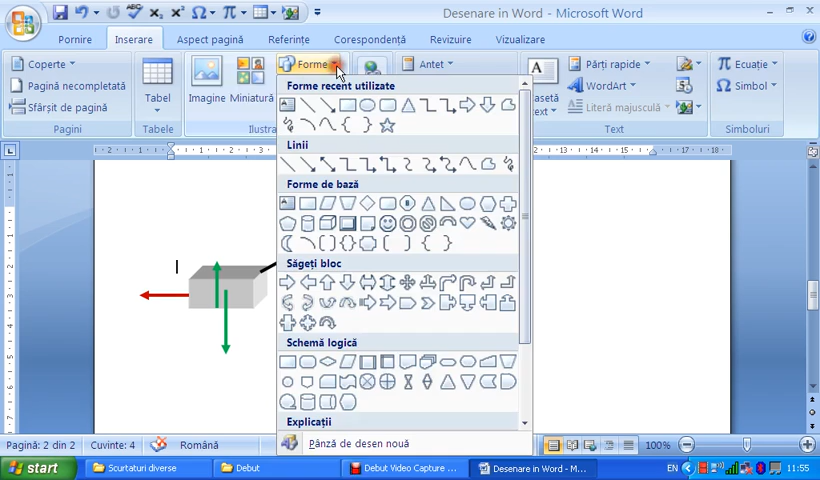 Desenare in Word - Microsoft Word
Pornire Inserare Aspect pagină Referințe Corespondență Revizuire Vizualizare
Coperte
Pagină necompletată
Sfârșit de pagină
Pagini
Tabel
Tabele
Imagine Miniatură
Forme
Ilustra
Antet
Casetă
text
Părți rapide
WordArt
Literă majusculă
Text
Ecuație
Simbol
Simboluri
Forme recent utilizate
Linii
Forme de bază
Săgeți bloc
Schemă logică
Explicații
Pânză de desen nouă
Pagină: 2 din 2 Cuvinte: 4 Română 100%
start Scurtaturi diverse Debut Debut Video Capture ... Desenare in Word - M... EN 11:55